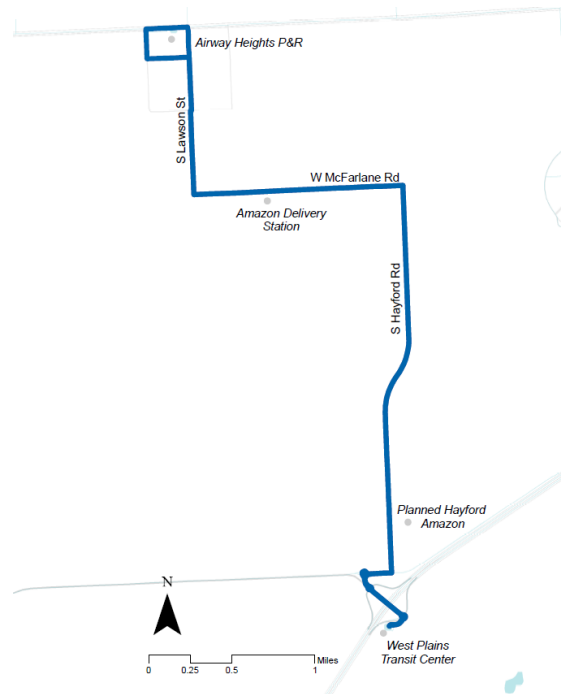 Airway Heights P&R
S Lawson St
W McFarlane Rd
Amazon Delivery
Station
S Hayford Rd
Planned Hayford
Amazon
N
West Plains
Transit Center
Miles
0 0.25 0.5 1